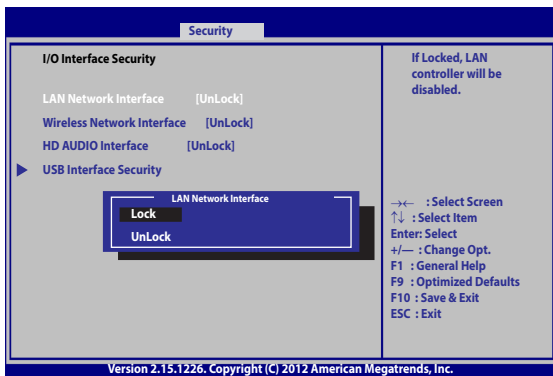 Security
I/O Interface Security
LAN Network Interface [UnLock]
Wireless Network Interface [UnLock]
HD AUDIO Interface [UnLock]
USB Interface Security
LAN Network Interface
Lock
UnLock
If Locked, LAN
controller will be
disabled.
→← : Select Screen
↑↓ : Select Item
Enter: Select
+/— : Change Opt.
F1 : General Help
F9 : Optimized Defaults
F10 : Save & Exit
ESC : Exit
Version 2.15.1226. Copyright (C) 2012 American Megatrends, Inc.